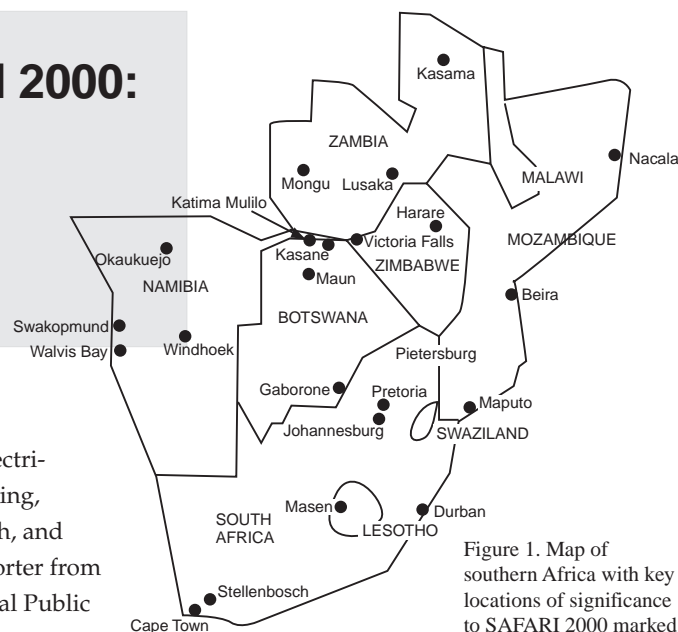 2000:
Kasama
ZAMBIA
Nacala
Mongu
Lusaka
MALAWI
Katima Mulilo
Harare
MOZAMBIQUE
Victoria Falls
Okaukuejo
Kasane
ZIMBABWE
Maun
NAMIBIA
Beira
BOTSWANA
Swakopmund
Walvis Bay
Windhoek
Pietersburg
Gaborone
Pretoria
Maputo
Johannesburg
SWAZILAND
Masen
Durban
SOUTH
AFRICA
LESOTHO
Stellenbosch
Cape Town
ectri-
ing,
h, and
orter from
al Public
Figure 1. Map of
southern Africa with key
locations of significance
to SAFARI 2000 marked